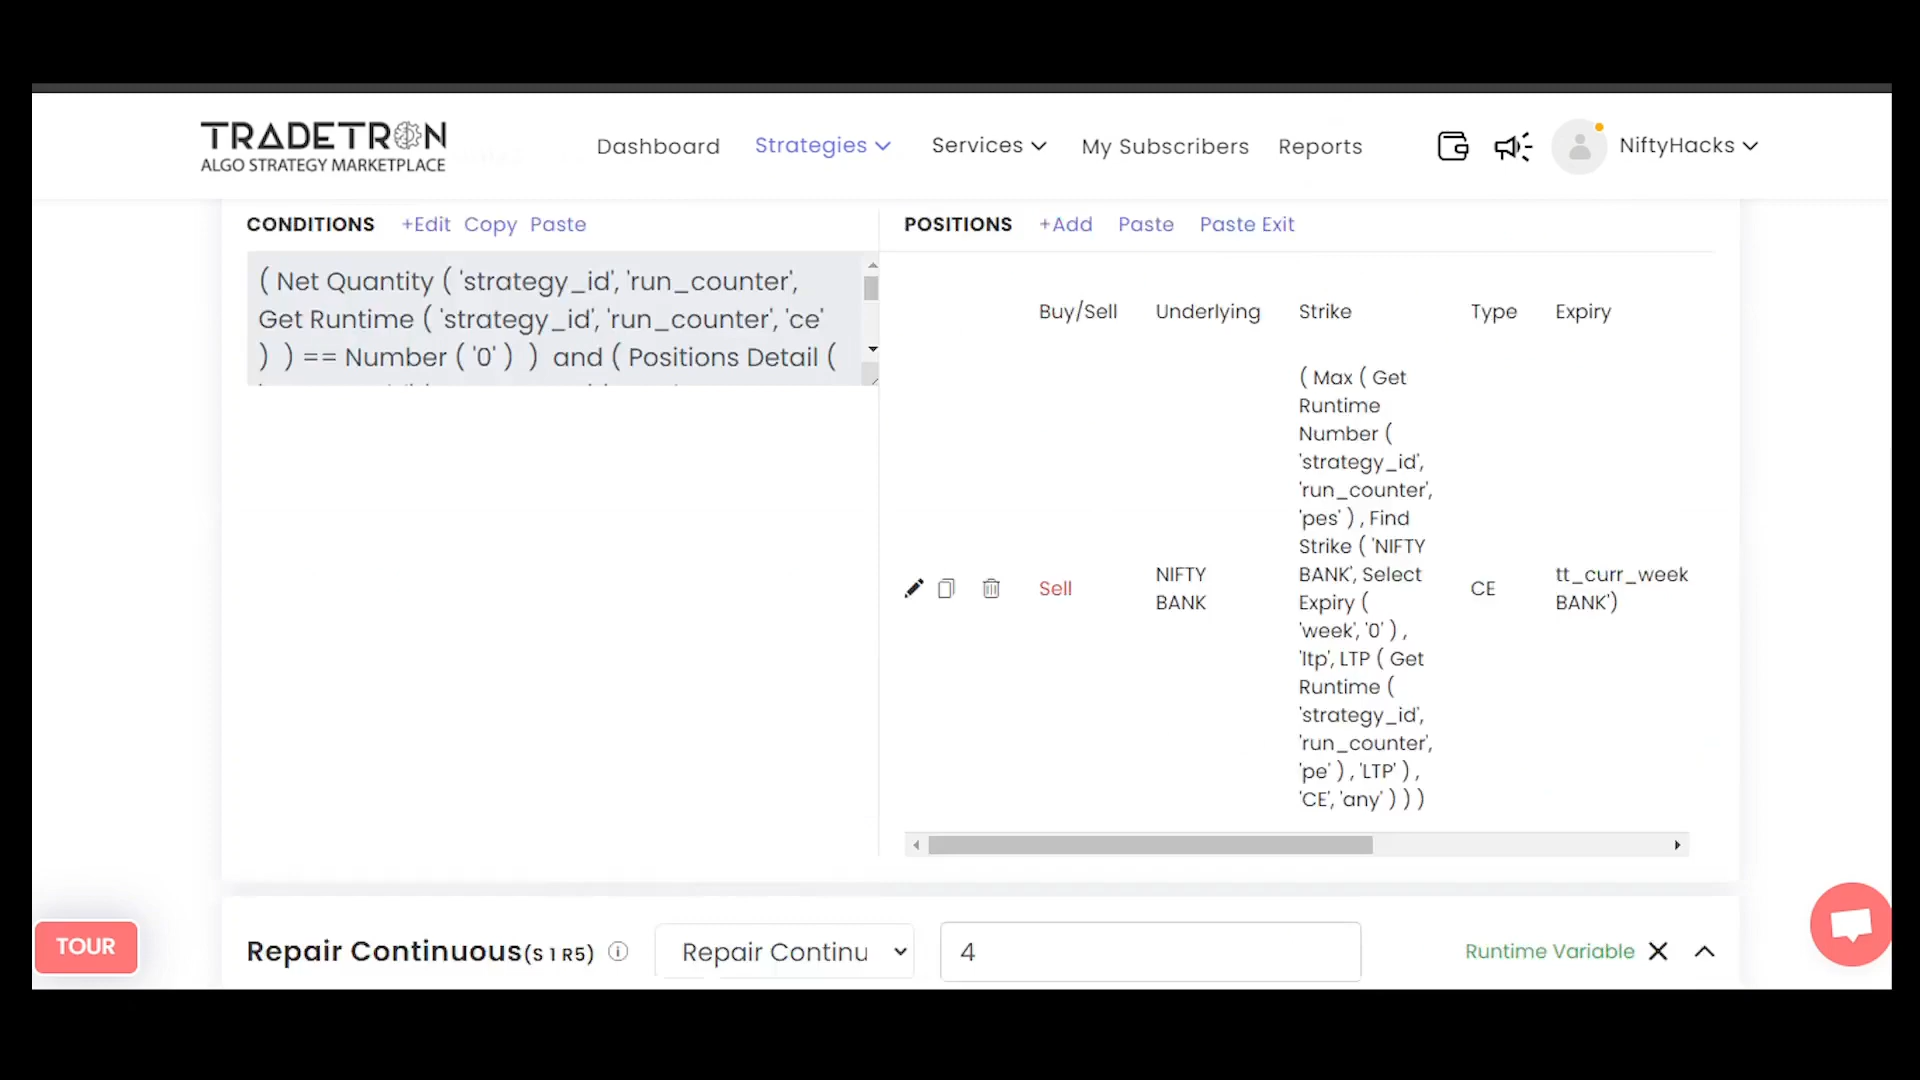 TRADETRON
ALGO STRATEGY MARKETPLACE
Dashboard
Strategies
Services
My Subscribers
Reports
NiftyHacks
CONDITIONS +Edit Copy Paste
( Net Quantity ( 'strategy_id', 'run_counter',
Get Runtime ( 'strategy_id', 'run_counter', 'ce'
) ) == Number ( '0' ) ) and ( Positions Detail (
POSITIONS +Add Paste Paste Exit
Buy/Sell Underlying Strike Type Expiry
Sell
NIFTY
BANK
( Max ( Get
Runtime
Number (
'strategy_id',
'run_counter',
'pes' ) , Find
Strike ( 'NIFTY
BANK', Select
Expiry (
'week', '0' ) ,
'ltp', LTP ( Get
Runtime (
'strategy_id',
'run_counter',
'pe' ) , 'LTP' ) ,
'CE', 'any' ) ) )
CE
tt_curr_week
BANK')
TOUR
Repair Continuous(S 1 R5)
Repair Continu
4
Runtime Variable